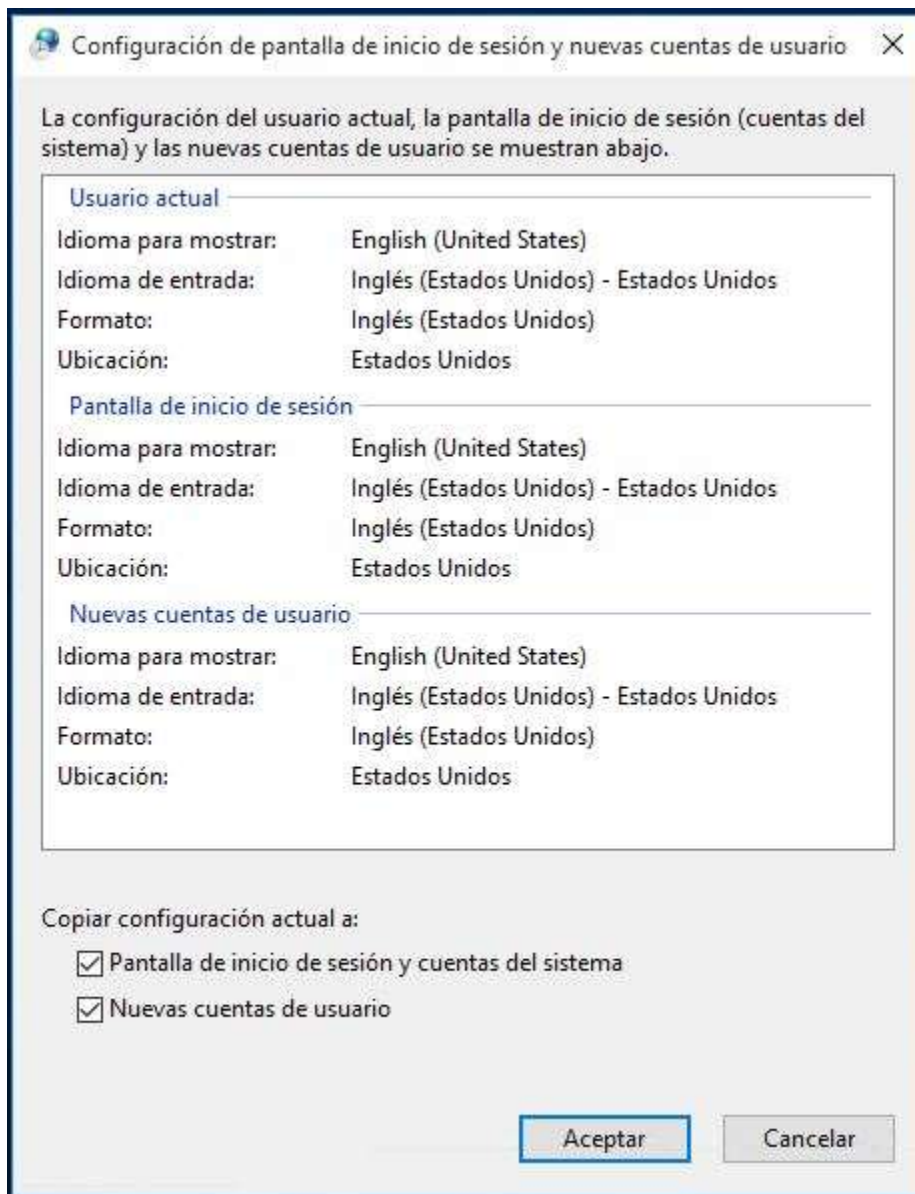 Configuración de pantalla de inicio de sesión y nuevas cuentas de usuario
La configuración del usuario actual, la pantalla de inicio de sesión (cuentas del
sistema) y las nuevas cuentas de usuario se muestran abajo.
Usuario actual
Idioma para mostrar: English (United States)
Idioma de entrada: Inglés (Estados Unidos) - Estados Unidos
Formato: Inglés (Estados Unidos)
Ubicación: Estados Unidos
Pantalla de inicio de sesión
Idioma para mostrar: English (United States)
Idioma de entrada: Inglés (Estados Unidos) - Estados Unidos
Formato: Inglés (Estados Unidos)
Ubicación: Estados Unidos
Nuevas cuentas de usuario
Idioma para mostrar: English (United States)
Idioma de entrada: Inglés (Estados Unidos) - Estados Unidos
Formato: Inglés (Estados Unidos)
Ubicación: Estados Unidos
Copiar configuración actual a:
Pantalla de inicio de sesión y cuentas del sistema
Nuevas cuentas de usuario
Aceptar Cancelar